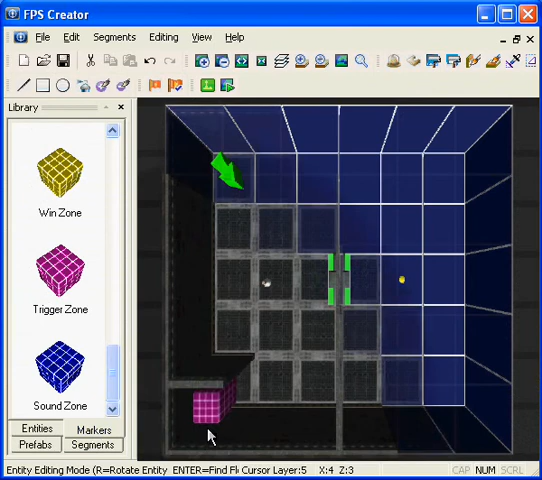 FPS Creator
File Edit Segments Editing View Help
Library
Win Zone
Trigger Zone
Sound Zone
Entities Markers
Prefabs Segments
Entity Editing Mode (R=Rotate Entity ENTER=Find Fl Cursor Layer:5 X:4 Z:3 CAP NUM SCRL